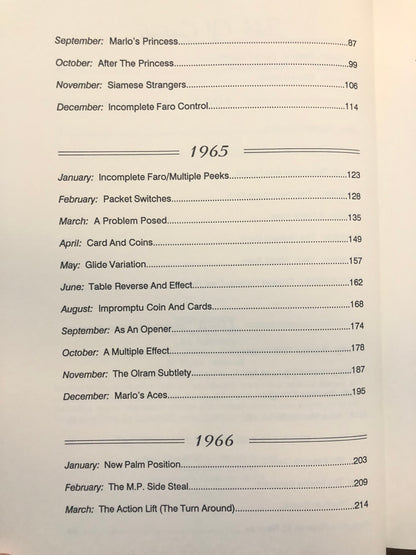 September: Marlo's Princess....................................................87
October: After The Princess.....................................................99
November: Siamese Strangers................................................106
December: Incomplete Faro Control..........................................114
1965
January: Incomplete Faro/Multiple Peeks....................................123
February: Packet Switches......................................................128
March: A Problem Posed.........................................................135
April: Card And Coins.............................................................149
May: Glide Variation................................................................157
June: Table Reverse And Effect................................................162
August: Impromptu Coin And Cards...........................................168
September: As An Opener.......................................................174
October: A Multiple Effect.........................................................178
November: The Olram Subtlety.................................................187
December: Marlo's Aces..........................................................195
1966
January: New Palm Position.....................................................203
February: The M.P. Side Steal..................................................209
March: The Action Lift (The Turn Around)...................................214